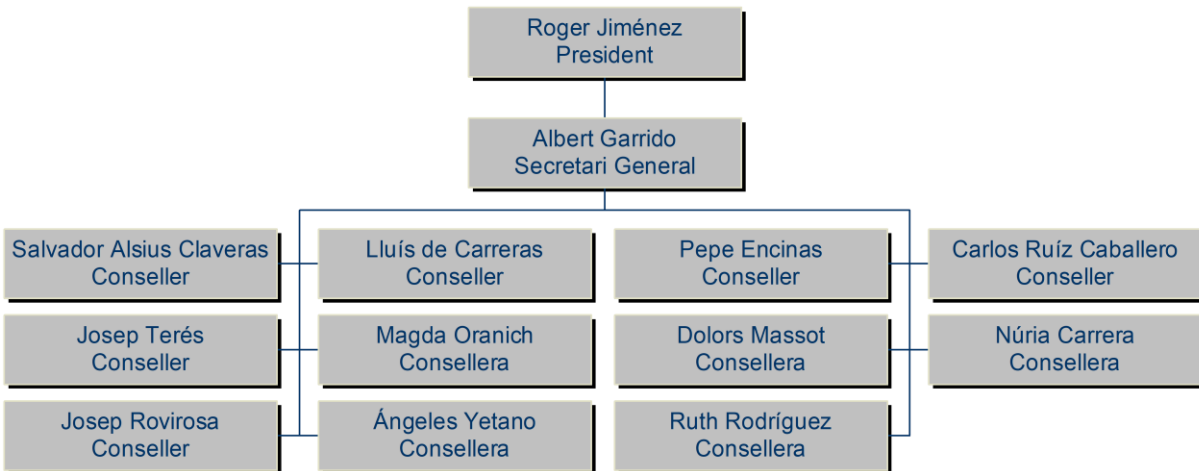 Roger Jiménez
President
Albert Garrido
Secretari General
Salvador Alsius Claveras
Conseller
Lluís de Carreras
Conseller
Pepe Encinas
Conseller
Carlos Ruíz Caballero
Conseller
Josep Terés
Conseller
Magda Oranich
Consellera
Dolors Massot
Consellera
Núria Carrera
Consellera
Josep Rovirosa
Conseller
Ángeles Yetano
Consellera
Ruth Rodríguez
Consellera